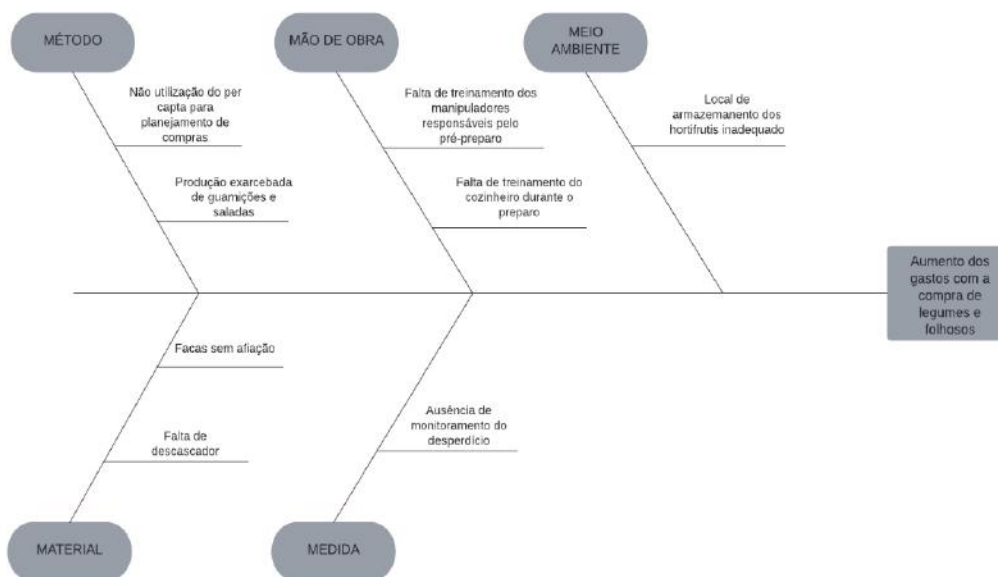 MÉTODO
MÃO DE OBRA
MEIO
AMBIENTE
Não utilização do per
capta para
planejamento de
compras
Produção exarcebada
de guarnições e
saladas
Falta de treinamento dos
manipuladores
responsáveis pelo
pré-preparo
Falta de treinamento do
cozinheiro durante o
preparo
Local de
armazemanento dos
hortifrutis inadequado
Aumento dos
gastos com a
compra de
legumes e
folhosos
Facas sem afiação
Falta de
descascador
Ausência de
monitoramento do
desperdício
MATERIAL
MEDIDA